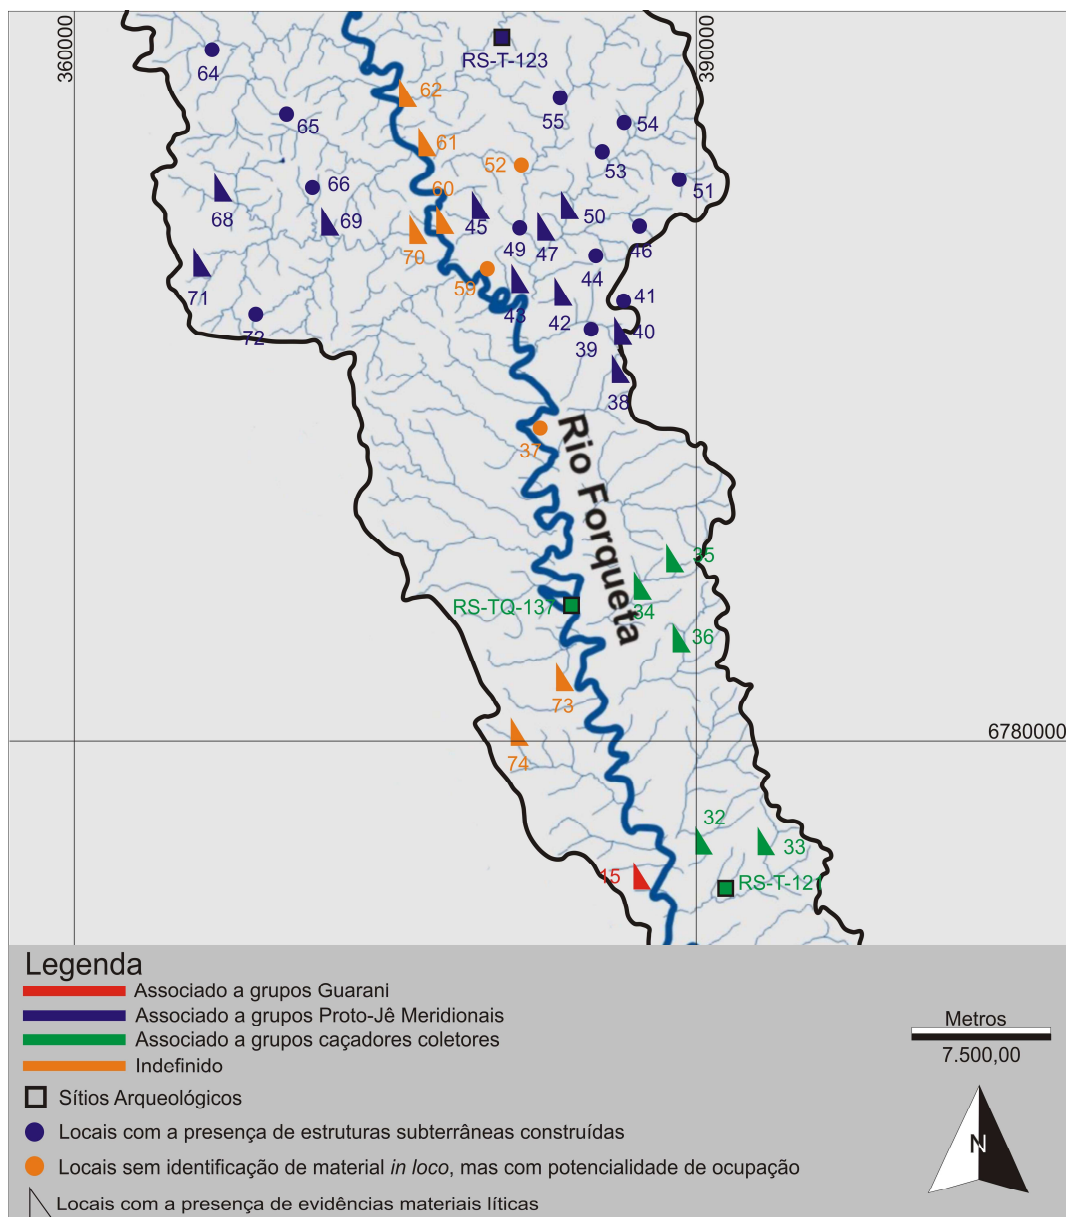 360000
390000
RS-T-123
64
62
55
54
65
61
53
52
51
66
60
68
69
45
50
49
47
46
70
44
71
59
43
42
41
72
39
40
38
37
Rio Forqueta
35
RS-TQ-137
34
36
73
6780000
74
32
33
15
RS-T-121
Legenda
Associado a grupos Guarani
Associado a grupos Proto-Jê Meridionais
Associado a grupos caçadores coletores
Indefinido
Metros
7.500,00
Sítios Arqueológicos
Locais com a presença de estruturas subterrâneas construídas
N
Locais sem identificação de material in loco, mas com potencialidade de ocupação
Locais com a presença de evidências materiais líticas